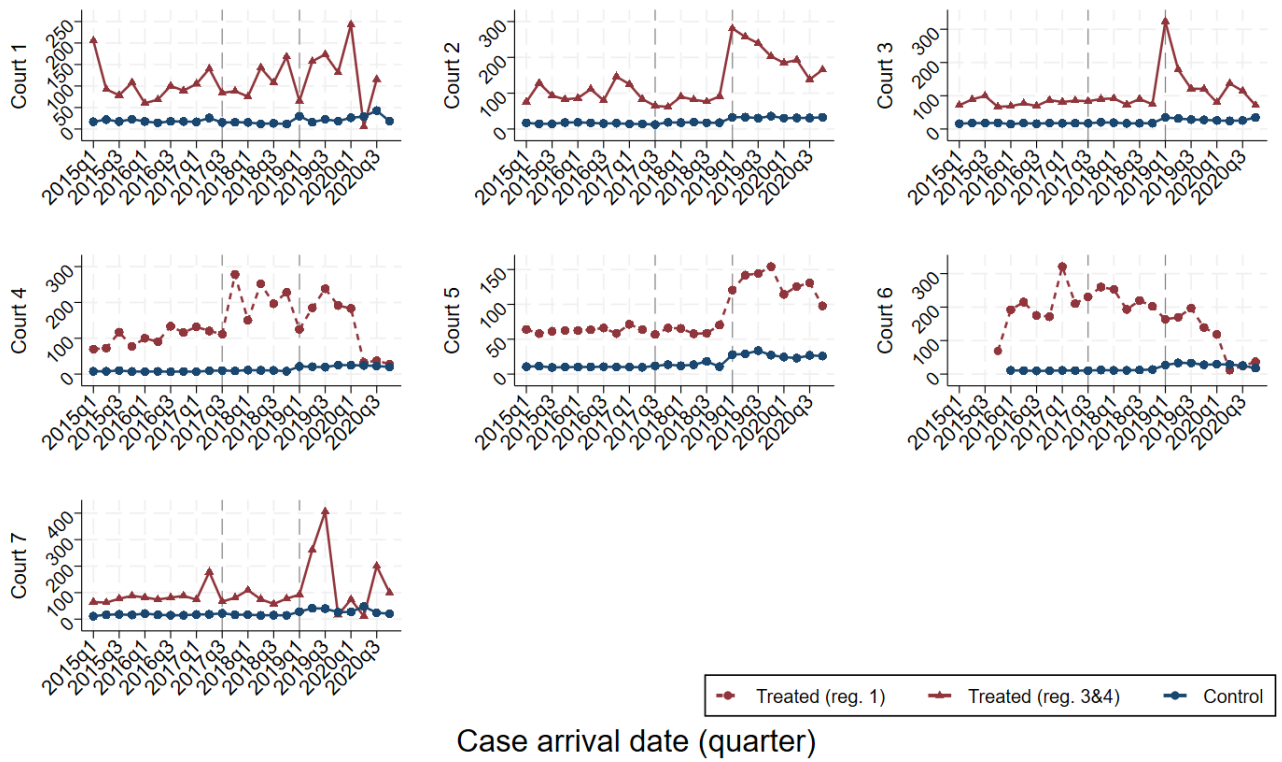 Court 1
250
200
150
100
50
0
2015q1
2015q3
2016q1
2016q3
2017q1
2017q3
2018q1
2018q3
2019q1
2019q3
2020q1
2020q3
Court 2
300
200
100
0
2015q1
2015q3
2016q1
2016q3
2017q1
2017q3
2018q1
2018q3
2019q1
2019q3
2020q1
2020q3
Court 3
300
200
100
0
2015q1
2015q3
2016q1
2016q3
2017q1
2017q3
2018q1
2018q3
2019q1
2019q3
2020q1
2020q3
Court 4
300
200
100
0
2015q1
2015q3
2016q1
2016q3
2017q1
2017q3
2018q1
2018q3
2019q1
2019q3
2020q1
2020q3
Court 5
150
100
50
0
2015q1
2015q3
2016q1
2016q3
2017q1
2017q3
2018q1
2018q3
2019q1
2019q3
2020q1
2020q3
Court 6
300
200
100
0
2015q1
2015q3
2016q1
2016q3
2017q1
2017q3
2018q1
2018q3
2019q1
2019q3
2020q1
2020q3
Court 7
400
300
200
100
0
2015q1
2015q3
2016q1
2016q3
2017q1
2017q3
2018q1
2018q3
2019q1
2019q3
2020q1
2020q3
Treated (reg. 1) Treated (reg. 3&4) Control
Case arrival date (quarter)